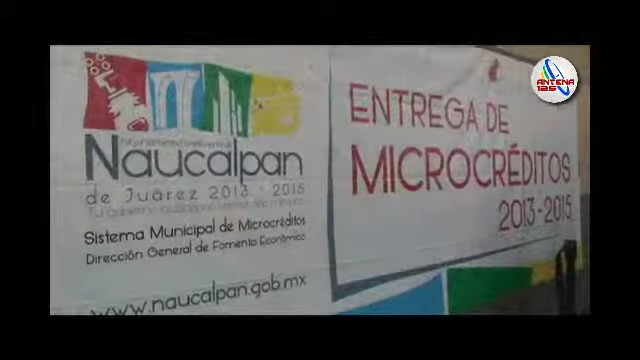 Naucalpan
de Juárez 2013 - 2015
Sistema Municipal de Microcréditos
Dirección General de Fomento Económico
www.naucalpan.gob.mx
ENTREGA DE
MICROCRÉDITOS
2013-2015
ANTENA
125